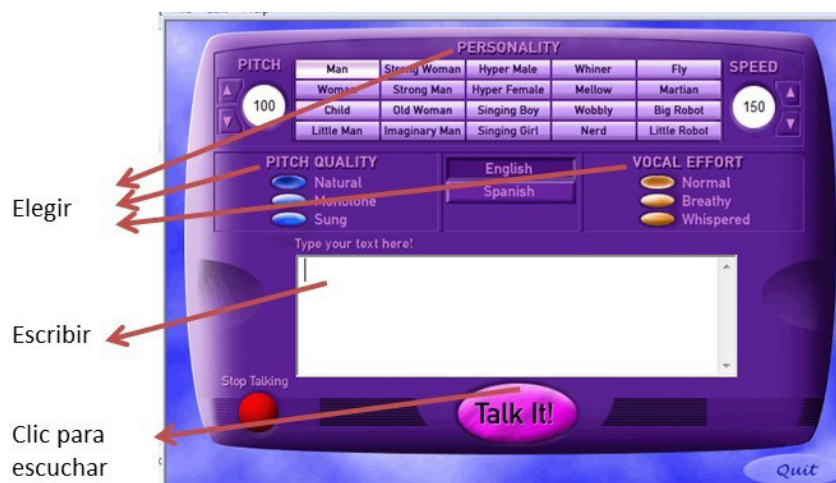 PERSONALITY
PITCH
SPEED
Man Strong Woman Hyper Male Whiner Fly
Woman Strong Man Hyper Female Mellow Martian
100
150
Child Old Woman Singing Boy Wobbly Big Robot
Little Man Imaginary Man Singing Girl Nerd Little Robot
PITCH QUALITY
English
VOCAL EFFORT
Natural
Normal
Spanish
Monotone
Breathy
Sung
Whispered
Elegir
Type your text here!
Escribir
Stop Talking
Talk It!
Clic para
escuchar
Quit